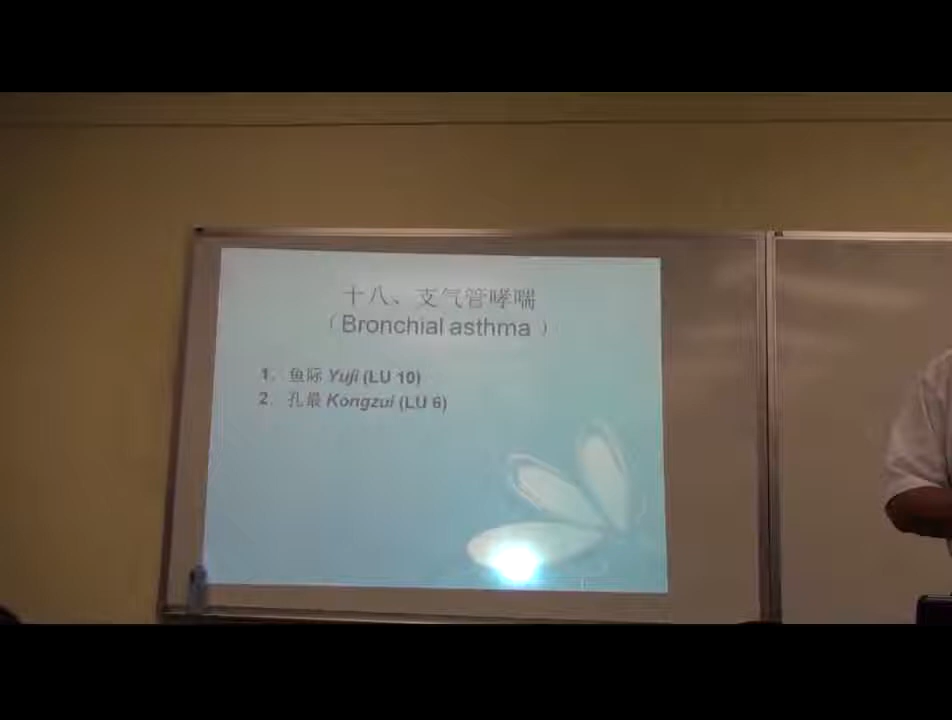 十八、支气管哮喘
（Bronchial asthma）
1. 鱼际 Yuji (LU 10)
2. 孔最 Kongzui (LU 6)